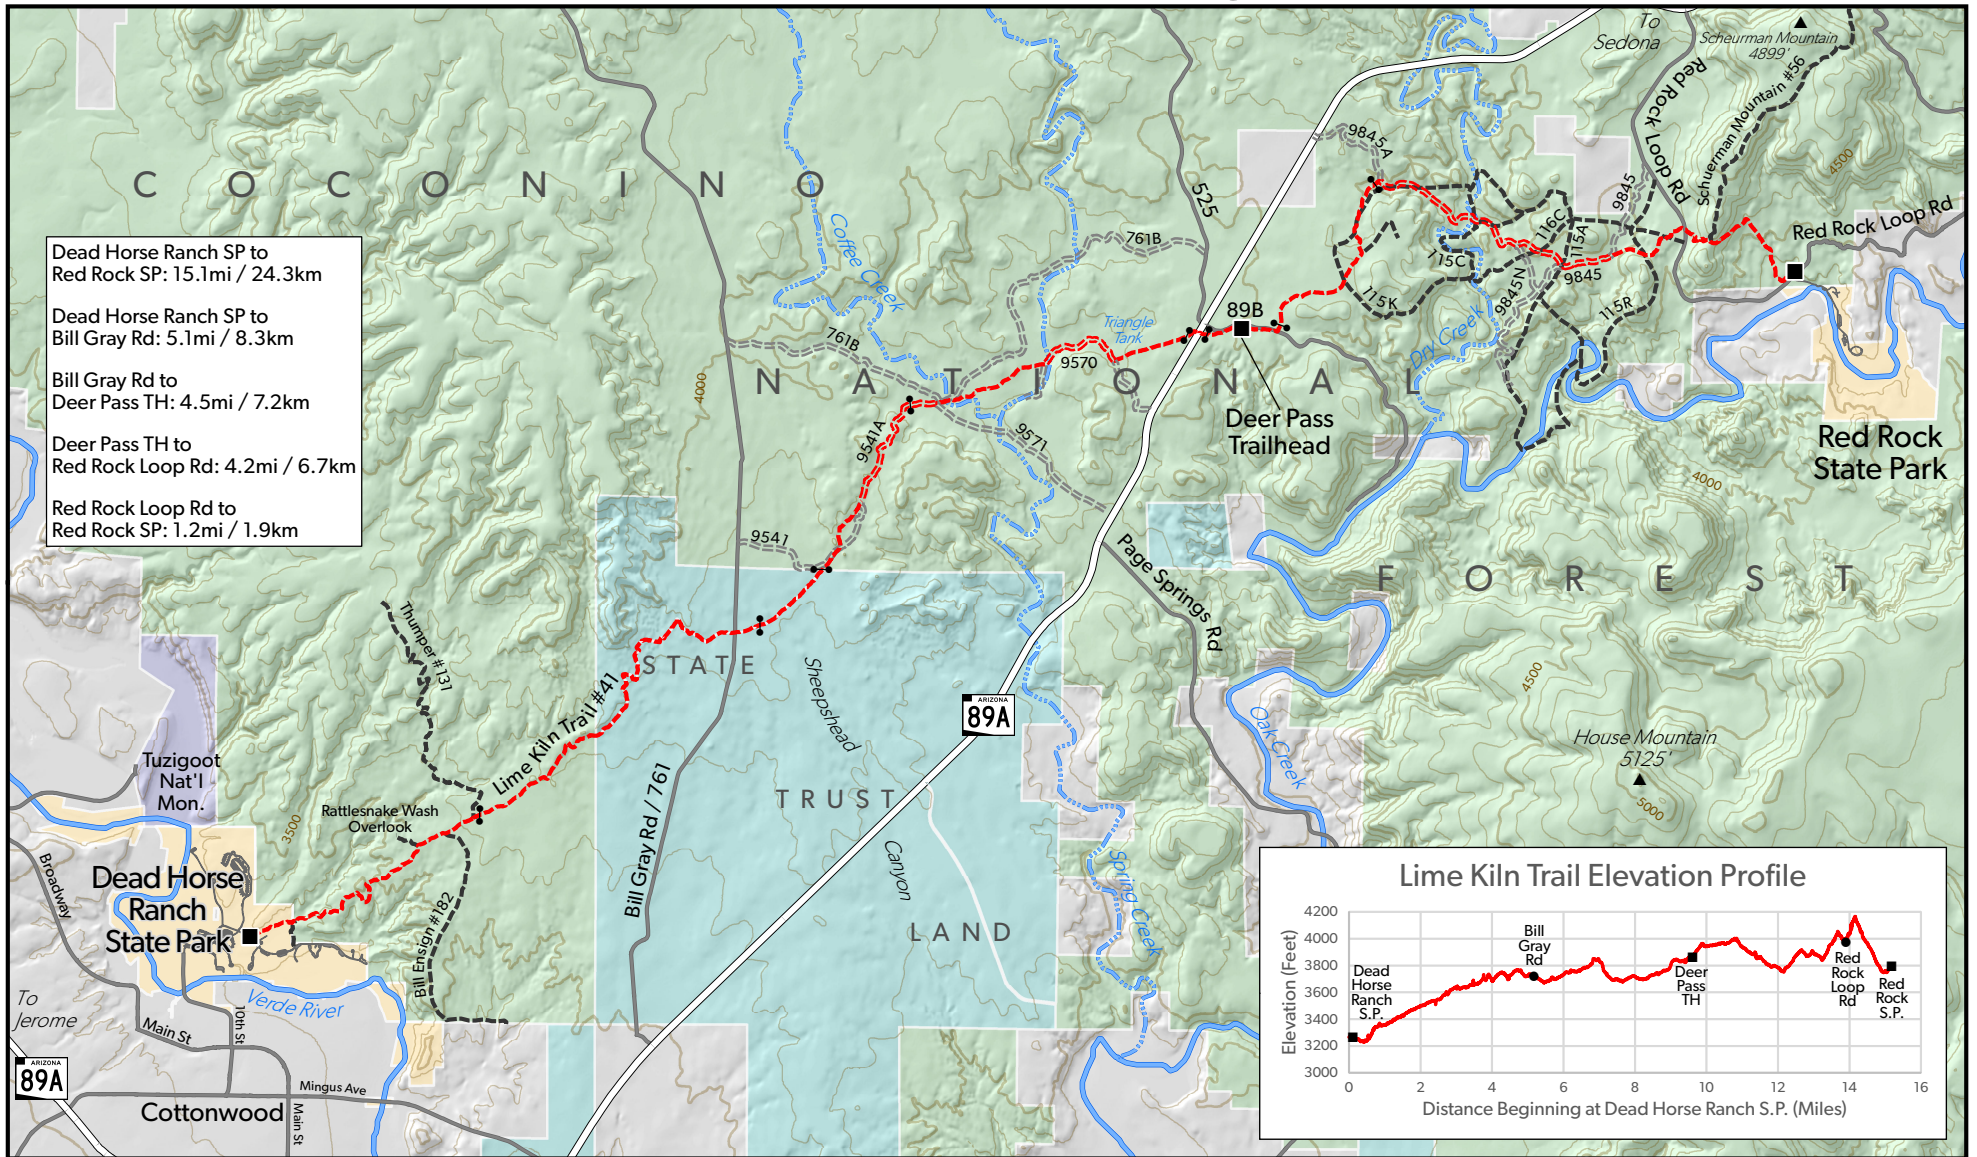 To
Sedona
Scheurman Mountain
4899'
Schuerman Mountain #56
Red Rock Loop Rd
4500
Red Rock Loop Rd
C O C O N I N O
Coffee Creek
525
9845A
9845
116C
115A
115C
115K
9845N
9845
115R
761B
761B
Dead Horse Ranch SP to
Red Rock SP: 15.1mi / 24.3km
Dead Horse Ranch SP to
Bill Gray Rd: 5.1mi / 8.3km
Bill Gray Rd to
Deer Pass TH: 4.5mi / 7.2km
Deer Pass TH to
Red Rock Loop Rd: 4.2mi / 6.7km
Red Rock Loop Rd to
Red Rock SP: 1.2mi / 1.9km
4000
N A T I O N A L
Triangle
Tank
89B
9570
Dry Creek
Deer Pass
Trailhead
Red Rock
State Park
9541A
9571
4000
9541
Page Springs Rd
F O R E S T
Thumper #131
Lime Kiln Trail #41
STATE
Sheepshead
ARIZONA
89A
4500
Oak Creek
House Mountain
5125'
5000
Tuzigoot
Nat'l
Mon.
TRUST
Canyon
LAND
Bill Gray Rd / 761
Spring Creek
Rattlesnake Wash
Overlook
3500
Broadway
Dead Horse
Ranch
State Park
Bill Ensign #182
Verde River
To
Jerome
Main St
10th St
ARIZONA
89A
Mingus Ave
Cottonwood
Main St
Lime Kiln Trail Elevation Profile
Elevation (Feet)
4200
4000
3800
3600
3400
3200
3000
Dead
Horse
Ranch
S.P.
Bill
Gray
Rd
Deer
Pass
TH
Red
Rock
Loop
Rd
Red
Rock
S.P.
0 2 4 6 8 10 12 14 16
Distance Beginning at Dead Horse Ranch S.P. (Miles)